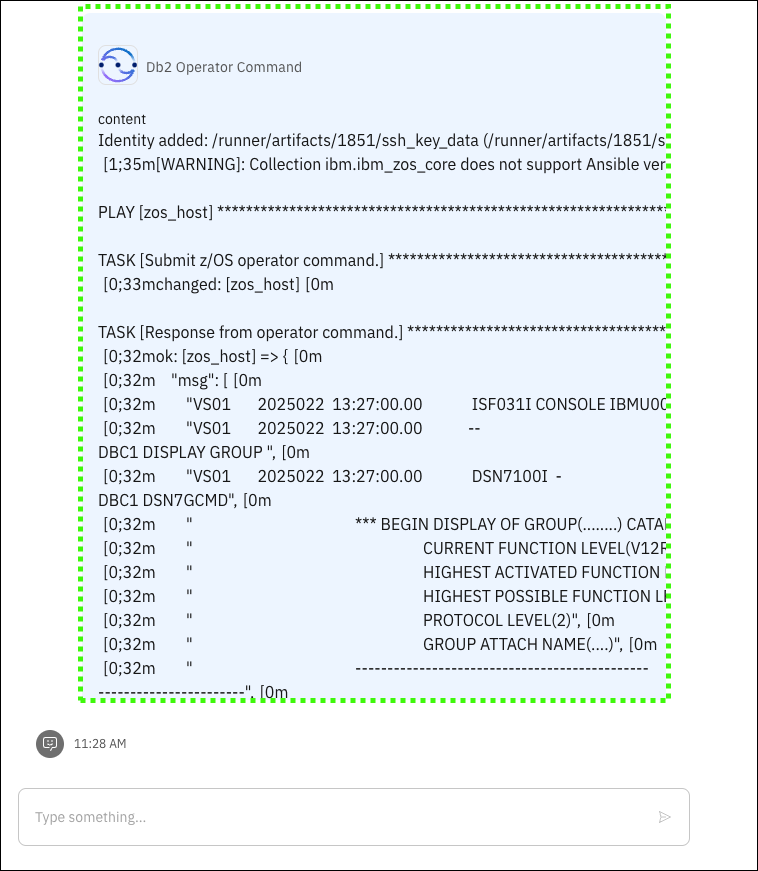 Db2 Operator Command
content
Identity added: /runner/artifacts/1851/ssh_key_data (/runner/artifacts/1851/s
[1;35m[WARNING]: Collection ibm.ibm_zos_core does not support Ansible ver
PLAY [zos_host] ****************************************************************
TASK [Submit z/OS operator command.] ****************************************
[0;33mchanged: [zos_host] [0m
TASK [Response from operator command.] *************************************
[0;32mok: [zos_host] => { [0m
[0;32m    "msg": [ [0m
[0;32m        "VS01       2025022  13:27:00.00             ISF031I CONSOLE IBMU00
[0;32m        "VS01       2025022  13:27:00.00            --
DBC1 DISPLAY GROUP ", [0m
[0;32m        "VS01       2025022  13:27:00.00             DSN7100I  -
DBC1 DSN7GCMD", [0m
[0;32m        "                                          *** BEGIN DISPLAY OF GROUP(........) CATA
[0;32m        "                                                            CURRENT FUNCTION LEVEL(V12R
[0;32m        "                                                            HIGHEST ACTIVATED FUNCTION
[0;32m        "                                                            HIGHEST POSSIBLE FUNCTION LE
[0;32m        "                                                            PROTOCOL LEVEL(2)", [0m
[0;32m        "                                                            GROUP ATTACH NAME(....)", [0m
[0;32m        "                                          ----------------------------------------------
-----------------------", [0m
11:28 AM
Type something...